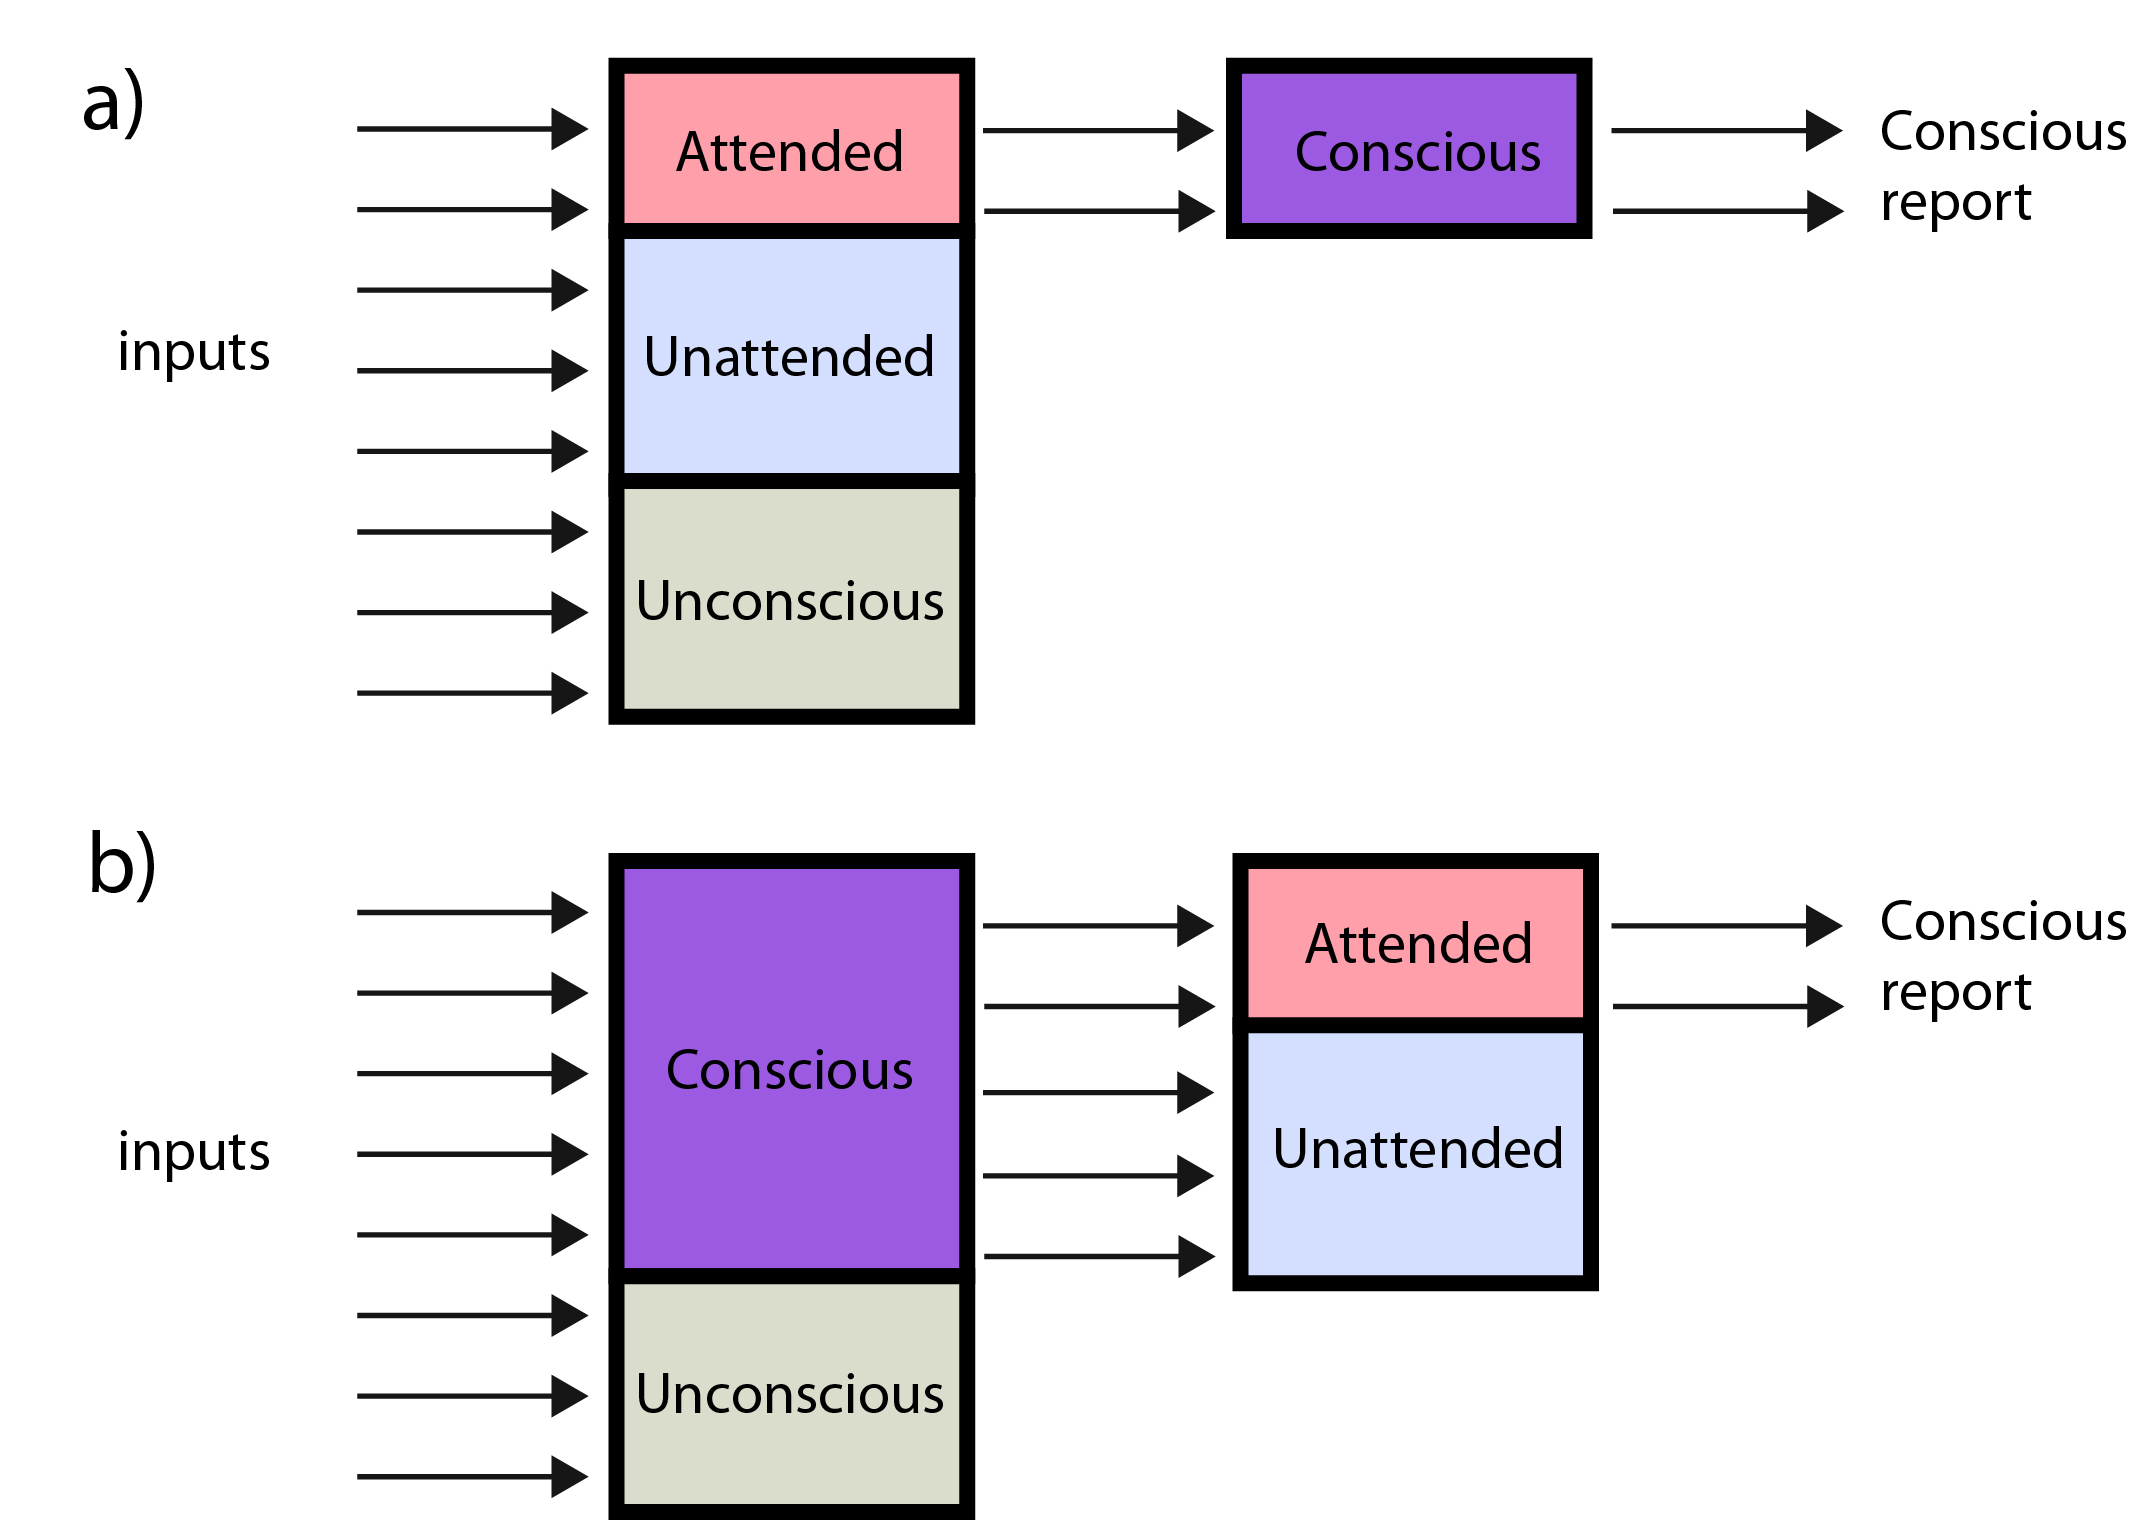 a)
Attended
Conscious
Conscious
report
Unattended
inputs
Unconscious
b)
Conscious
report
Attended
Conscious
Unattended
inputs
Unconscious